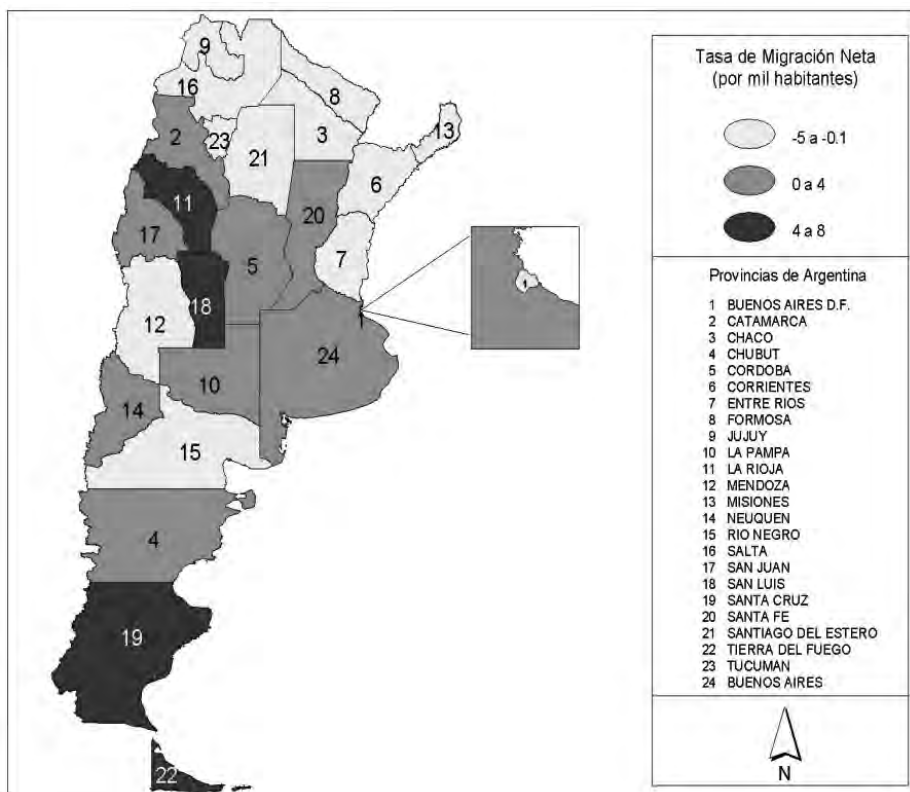 9
16
8
2
23
3
13
21
6
11
20
17
5
7
1
18
12
1
24
10
14
15
4
19
22
Tasa de Migración Neta
(por mil habitantes)
-5 a -0.1
0 a 4
4 a 8
Provincias de Argentina
1 BUENOS AIRES D.F.
2 CATAMARCA
3 CHACO
4 CHUBUT
5 CORDOBA
6 CORRIENTES
7 ENTRE RIOS
8 FORMOSA
9 JUJUY
10 LA PAMPA
11 LA RIOJA
12 MENDOZA
13 MISIONES
14 NEUQUEN
15 RIO NEGRO
16 SALTA
17 SAN JUAN
18 SAN LUIS
19 SANTA CRUZ
20 SANTA FE
21 SANTIAGO DEL ESTERO
22 TIERRA DEL FUEGO
23 TUCUMAN
24 BUENOS AIRES
N